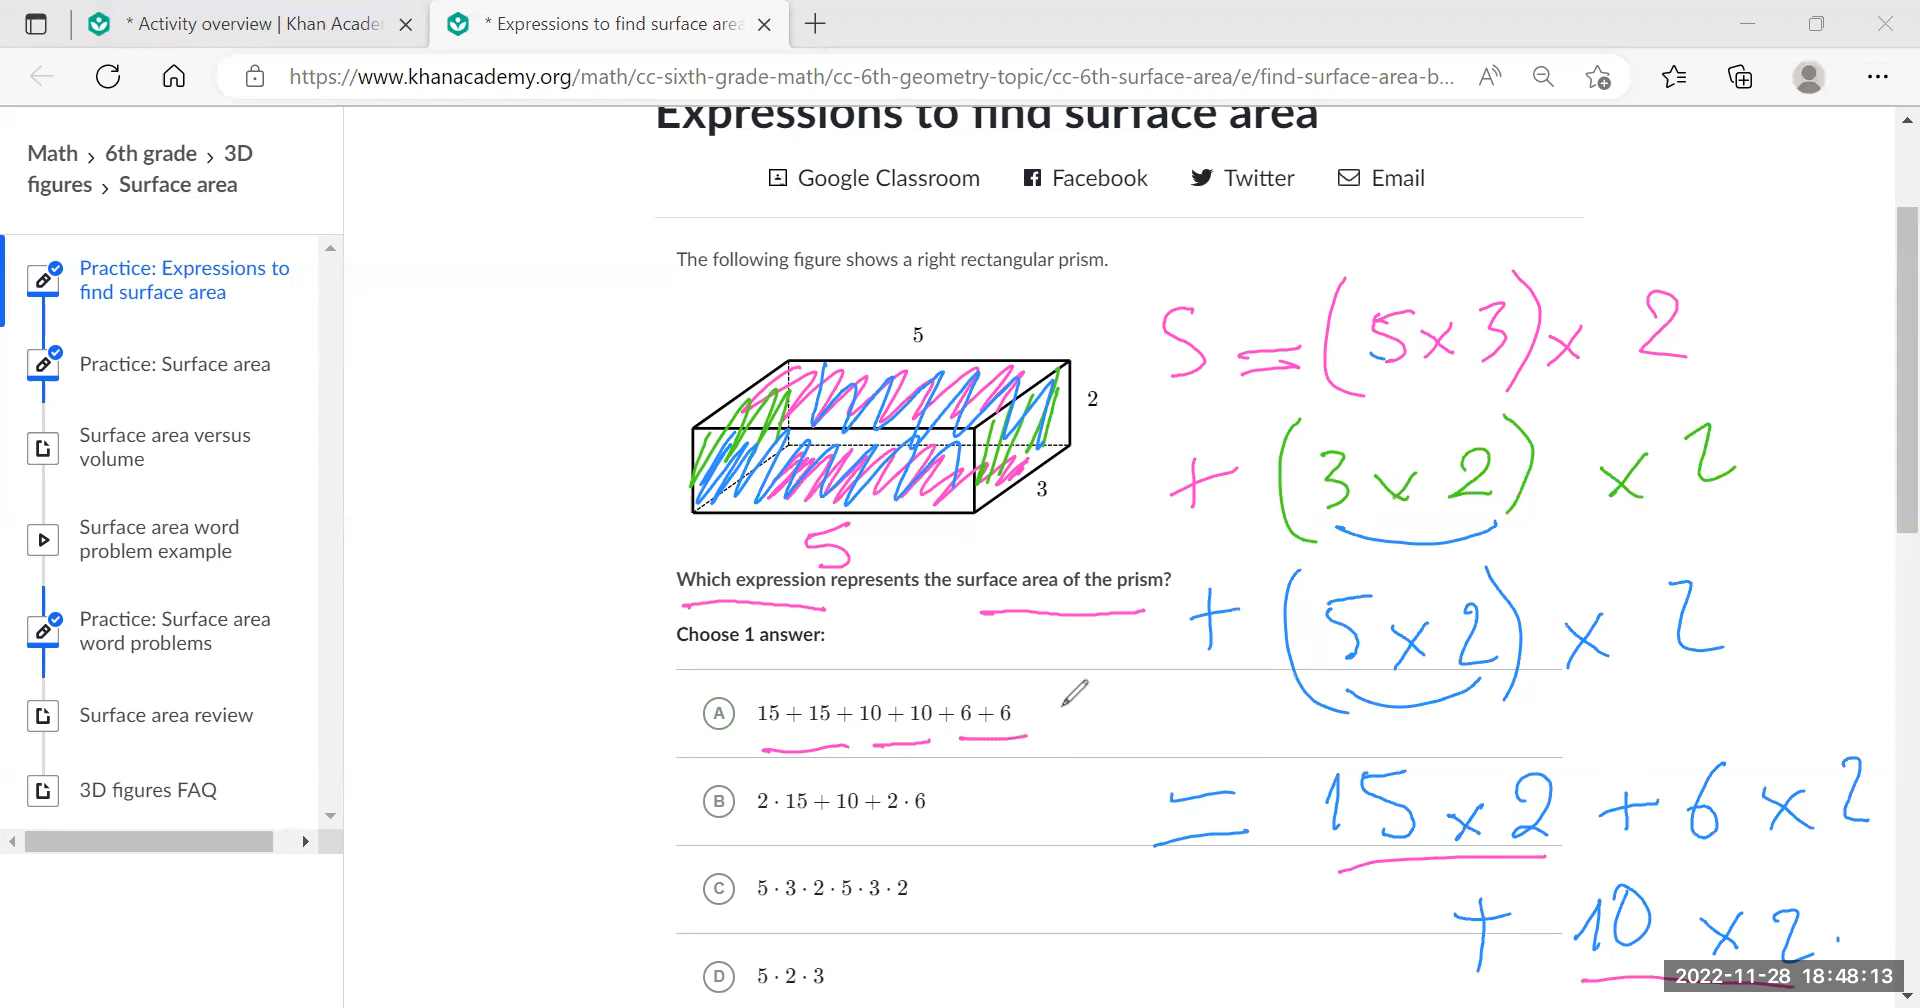 * Activity overview | Khan Acade
* Expressions to find surface area
https://www.khanacademy.org/math/cc-sixth-grade-math/cc-6th-geometry-topic/cc-6th-surface-area/e/find-surface-area-b...
Math › 6th grade › 3D
figures › Surface area
Practice: Expressions to
find surface area
Practice: Surface area
Surface area versus
volume
Surface area word
problem example
Practice: Surface area
word problems
Surface area review
3D figures FAQ
Expressions to find surface area
Google Classroom Facebook Twitter Email
The following figure shows a right rectangular prism.
5
2
3
5
Which expression represents the surface area of the prism?
Choose 1 answer:
A 15 + 15 + 10 + 10 + 6 + 6
B 2 · 15 + 10 + 2 · 6
C 5 · 3 · 2 · 5 · 3 · 2
D 5 · 2 · 3
S = (5 x 3) x 2
+ (3 x 2) x 2
+ (5 x 2) x 2
= 15 x 2 + 6 x 2
+ 10 x 2.
2022-11-28 18:48:13